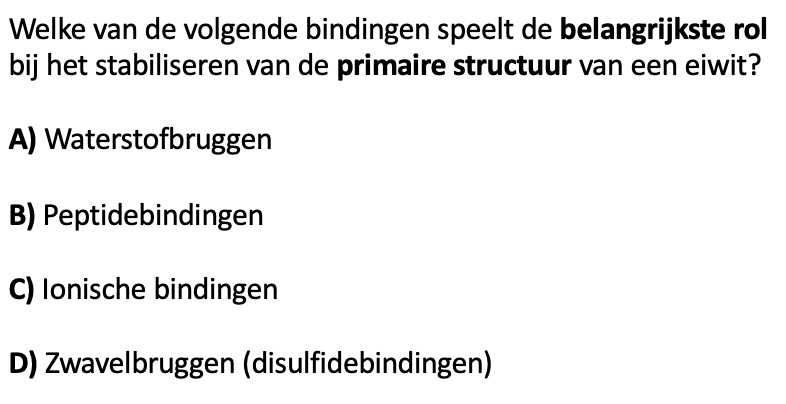 Welke van de volgende bindingen speelt de belangrijkste rol
bij het stabiliseren van de primaire structuur van een eiwit?
A) Waterstofbruggen
B) Peptidebindingen
C) Ionische bindingen
D) Zwavelbruggen (disulfidebindingen)